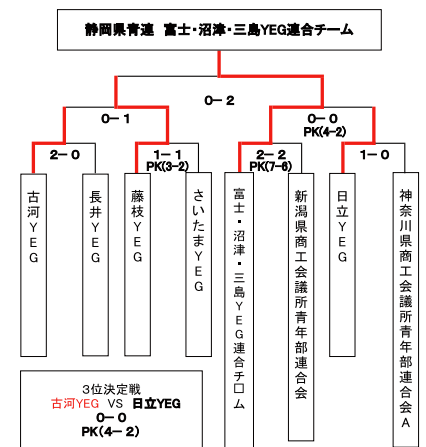 静岡県青連 富士・沼津・三島YEG連合チーム
0-2
0-1
0-0
PK(4-2)
2-0
1-1
PK(3-2)
2-2
PK(7-6)
1-0
古河YEG
長井YEG
藤枝YEG
さいたまYEG
富士・沼津・三島YEG連合チ口ム
新潟県商工会議所青年部連合会
日立YEG
神奈川県商工会議所青年部連合会A
3位決定戦
古河YEG VS 日立YEG
0-0
PK(4-2)